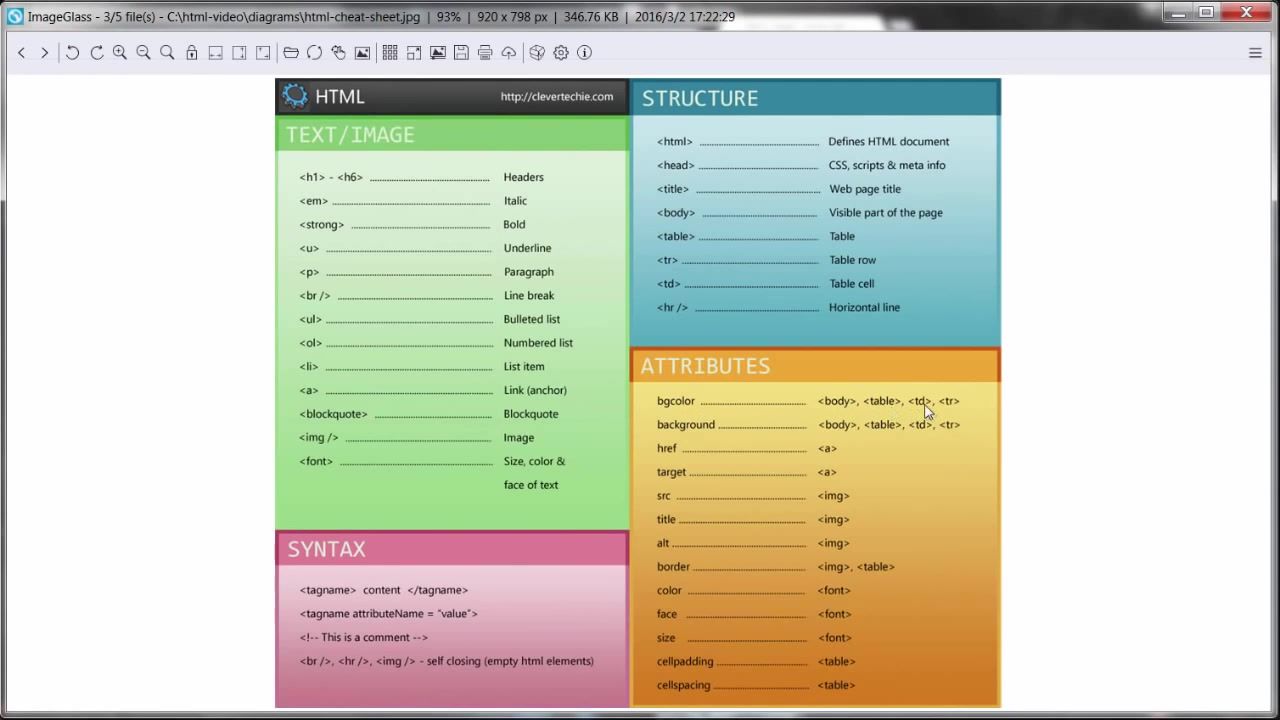 ImageGlass - 3/5 file(s) - C:\html-video\diagrams\html-cheat-sheet.jpg | 93% | 920 x 798 px | 346.76 KB | 2016/3/2 17:22:29
HTML http://clevertechie.com
TEXT/IMAGE
<h1> - <h6> ........ Headers
<em> ........ Italic
<strong> ........ Bold
<u> ........ Underline
<p> ........ Paragraph
<br /> ........ Line break
<ul> ........ Bulleted list
<ol> ........ Numbered list
<li> ........ List item
<a> ........ Link (anchor)
<blockquote> ........ Blockquote
<img /> ........ Image
<font> ........ Size, color &
face of text
SYNTAX
<tagname> content </tagname>
<tagname attributeName = "value">
<!-- This is a comment -->
<br />, <hr />, <img /> - self closing (empty html elements)
STRUCTURE
<html> ........ Defines HTML document
<head> ........ CSS, scripts & meta info
<title> ........ Web page title
<body> ........ Visible part of the page
<table> ........ Table
<tr> ........ Table row
<td> ........ Table cell
<hr /> ........ Horizontal line
ATTRIBUTES
bgcolor ........ <body>, <table>, <td>, <tr>
background ........ <body>, <table>, <td>, <tr>
href ........ <a>
target ........ <a>
src ........ <img>
title ........ <img>
alt ........ <img>
border ........ <img>, <table>
color ........ <font>
face ........ <font>
size ........ <font>
cellpadding ........ <table>
cellspacing ........ <table>